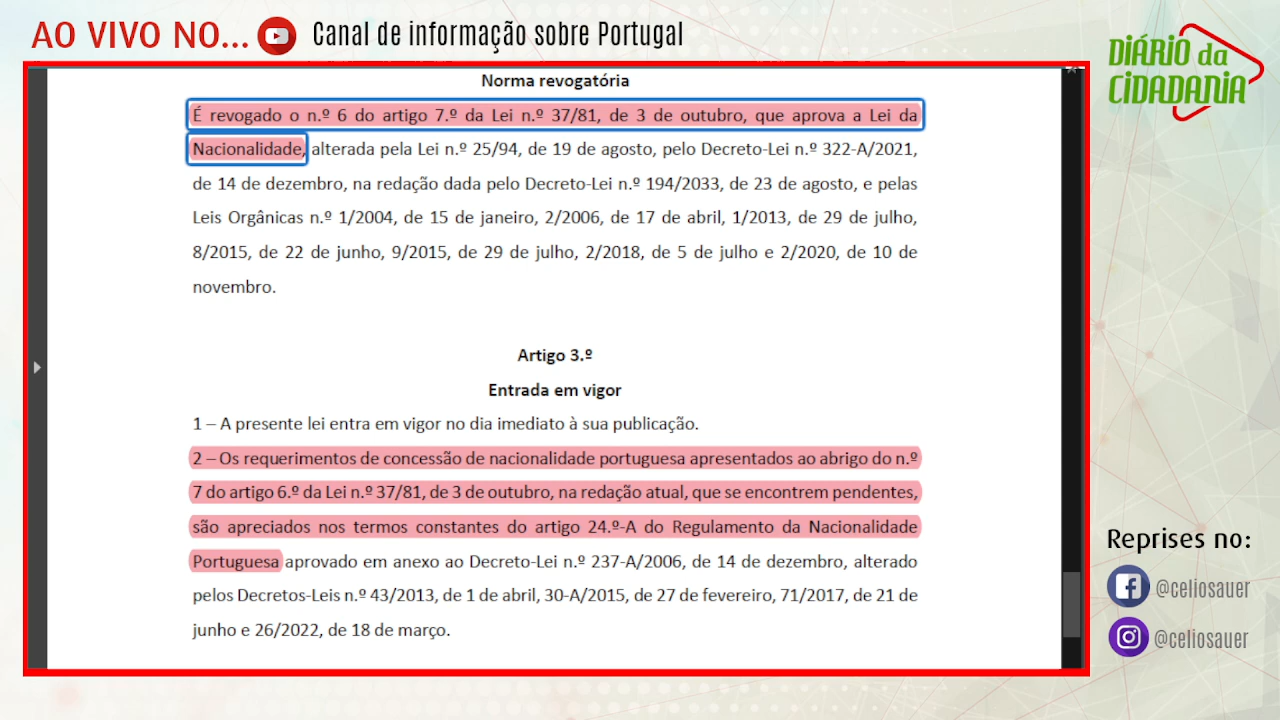 AO VIVO NO... Canal de informação sobre Portugal
DIÁRIO da
CIDADANIA
Norma revogatória
É revogado o n.º 6 do artigo 7.º da Lei n.º 37/81, de 3 de outubro, que aprova a Lei da
Nacionalidade, alterada pela Lei n.º 25/94, de 19 de agosto, pelo Decreto-Lei n.º 322-A/2021,
de 14 de dezembro, na redação dada pelo Decreto-Lei n.º 194/2033, de 23 de agosto, e pelas
Leis Orgânicas n.º 1/2004, de 15 de janeiro, 2/2006, de 17 de abril, 1/2013, de 29 de julho,
8/2015, de 22 de junho, 9/2015, de 29 de julho, 2/2018, de 5 de julho e 2/2020, de 10 de
novembro.
Artigo 3.º
Entrada em vigor
1 – A presente lei entra em vigor no dia imediato à sua publicação.
2 – Os requerimentos de concessão de nacionalidade portuguesa apresentados ao abrigo do n.º
7 do artigo 6.º da Lei n.º 37/81, de 3 de outubro, na redação atual, que se encontrem pendentes,
são apreciados nos termos constantes do artigo 24.º-A do Regulamento da Nacionalidade
Portuguesa aprovado em anexo ao Decreto-Lei n.º 237-A/2006, de 14 de dezembro, alterado
pelos Decretos-Leis n.º 43/2013, de 1 de abril, 30-A/2015, de 27 de fevereiro, 71/2017, de 21 de
junho e 26/2022, de 18 de março.
Reprises no:
@celiosauer
@celiosauer